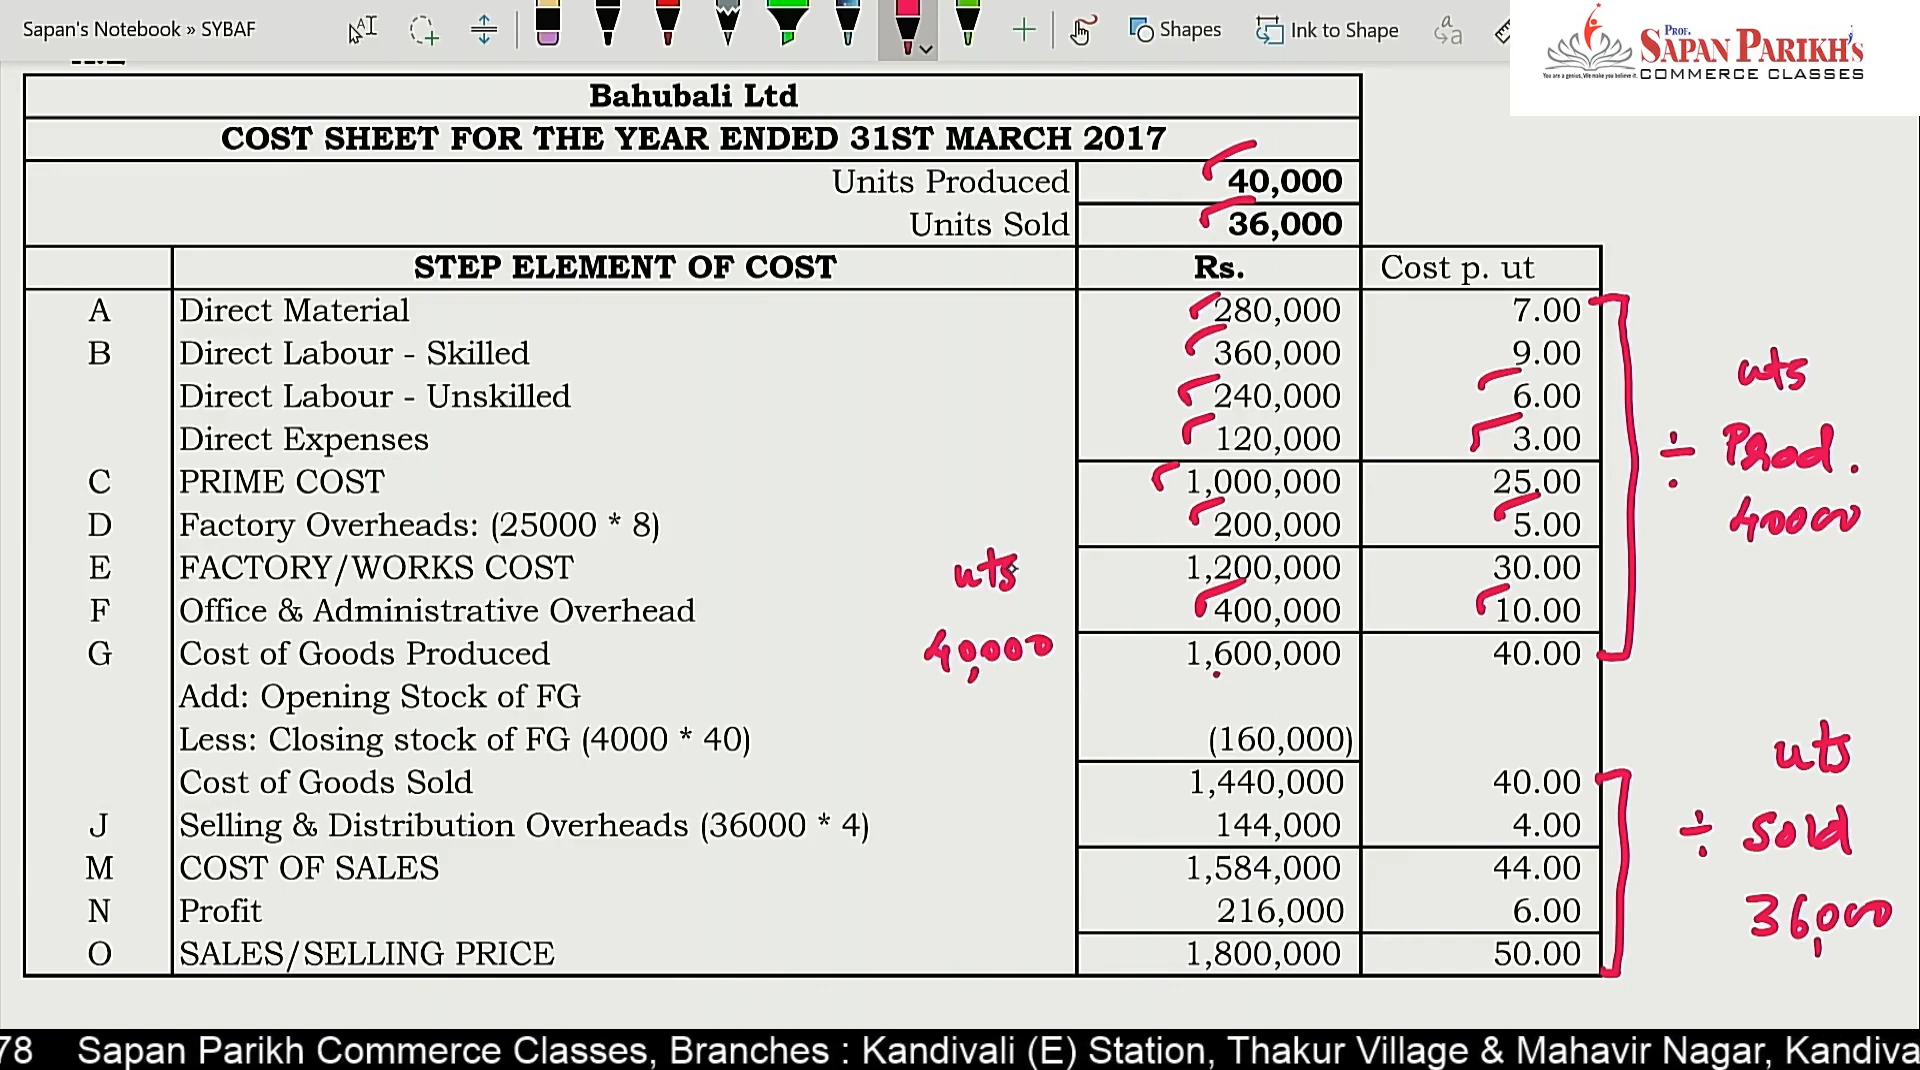 Sapan's Notebook » SYBAF
Shapes
Ink to Shape
PROF.
SAPAN PARIKH's
You are a genius, We make you believe it.
COMMERCE CLASSES
Bahubali Ltd
COST SHEET FOR THE YEAR ENDED 31ST MARCH 2017
Units Produced 40,000
Units Sold 36,000
STEP ELEMENT OF COST Rs. Cost p. ut
A Direct Material 280,000 7.00
B Direct Labour - Skilled 360,000 9.00
Direct Labour - Unskilled 240,000 6.00
Direct Expenses 120,000 3.00
C PRIME COST 1,000,000 25.00
D Factory Overheads: (25000 * 8) 200,000 5.00
E FACTORY/WORKS COST 1,200,000 30.00
F Office & Administrative Overhead 400,000 10.00
G Cost of Goods Produced 1,600,000 40.00
Add: Opening Stock of FG
Less: Closing stock of FG (4000 * 40) (160,000)
Cost of Goods Sold 1,440,000 40.00
J Selling & Distribution Overheads (36000 * 4) 144,000 4.00
M COST OF SALES 1,584,000 44.00
N Profit 216,000 6.00
O SALES/SELLING PRICE 1,800,000 50.00
uts
40,000
uts
÷ Prod.
40000
uts
÷ sold
36,000
78 Sapan Parikh Commerce Classes, Branches : Kandivali (E) Station, Thakur Village & Mahavir Nagar, Kandiva